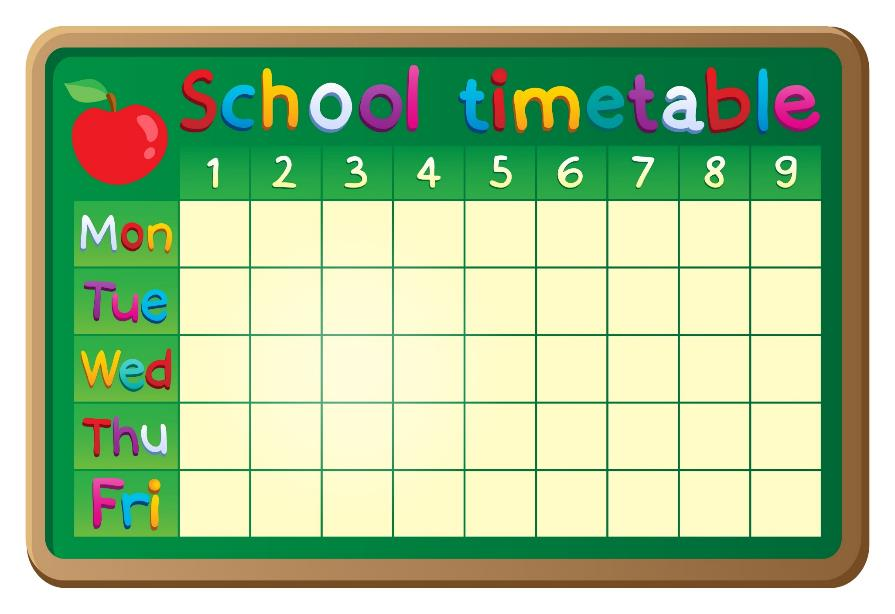 School timetable
1 2 3 4 5 6 7 8 9
Mon
Tue
Wed
Thu
Fri